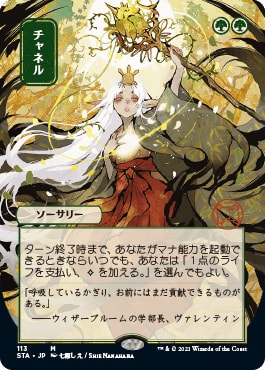 チャネル
ソーサリー
ターン終了時まで、あなたがマナ能力を起動で
きるときならいつでも、あなたは「1点のライ
フを支払い、◇を加える。」を選んでもよい。
「呼吸しているかぎり、お前にはまだ貢献できるものが
ある。」
――ウィザーブルームの学部長、ヴァレンティン
113 M
STA • JP 七原しえ / SHIE NANAHARA
™ & © 2021 Wizards of the Coast